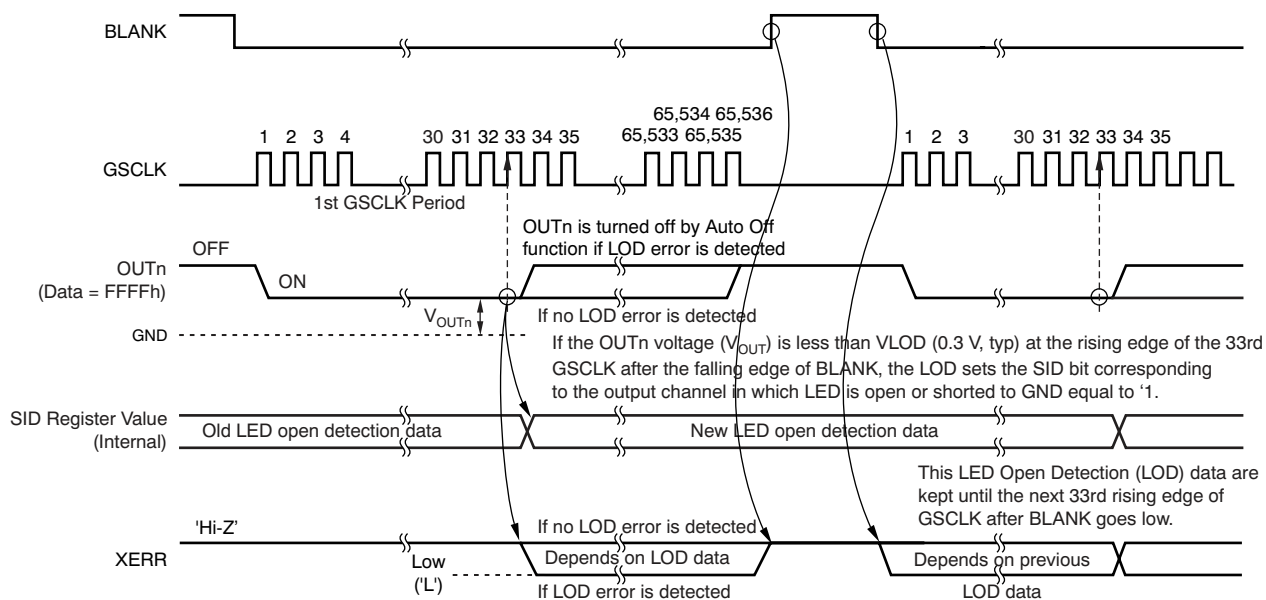 BLANK
65,534 65,536
1 2 3 4 30 31 32 33 34 35 65,533 65,535 1 2 3 30 31 32 33 34 35
GSCLK
1st GSCLK Period
OUTn is turned off by Auto Off
function if LOD error is detected
OFF
OUTn
(Data = FFFFh)
ON
VOUTn
GND
If no LOD error is detected
If the OUTn voltage (VOUT) is less than VLOD (0.3 V, typ) at the rising edge of the 33rd
GSCLK after the falling edge of BLANK, the LOD sets the SID bit corresponding
to the output channel in which LED is open or shorted to GND equal to ‘1.
SID Register Value
(Internal)
Old LED open detection data
New LED open detection data
This LED Open Detection (LOD) data are
kept until the next 33rd rising edge of
GSCLK after BLANK goes low.
'Hi-Z’
If no LOD error is detected
XERR
Low
('L')
Depends on LOD data
Depends on previous
If LOD error is detected
LOD data